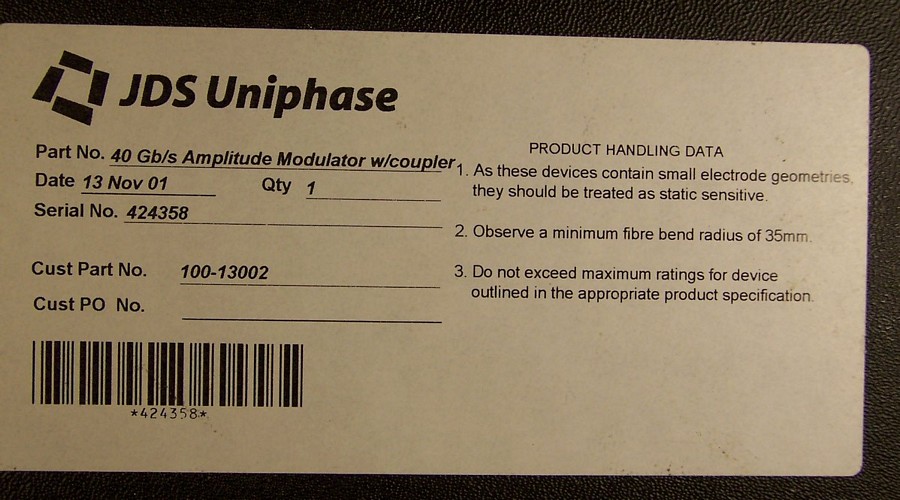 JDS Uniphase
Part No. 40 Gb/s Amplitude Modulator w/coupler
Date 13 Nov 01 Qty 1
Serial No. 424358
Cust Part No. 100-13002
Cust PO No.
*424358*
PRODUCT HANDLING DATA
1. As these devices contain small electrode geometries,
they should be treated as static sensitive.
2. Observe a minimum fibre bend radius of 35mm.
3. Do not exceed maximum ratings for device
outlined in the appropriate product specification.